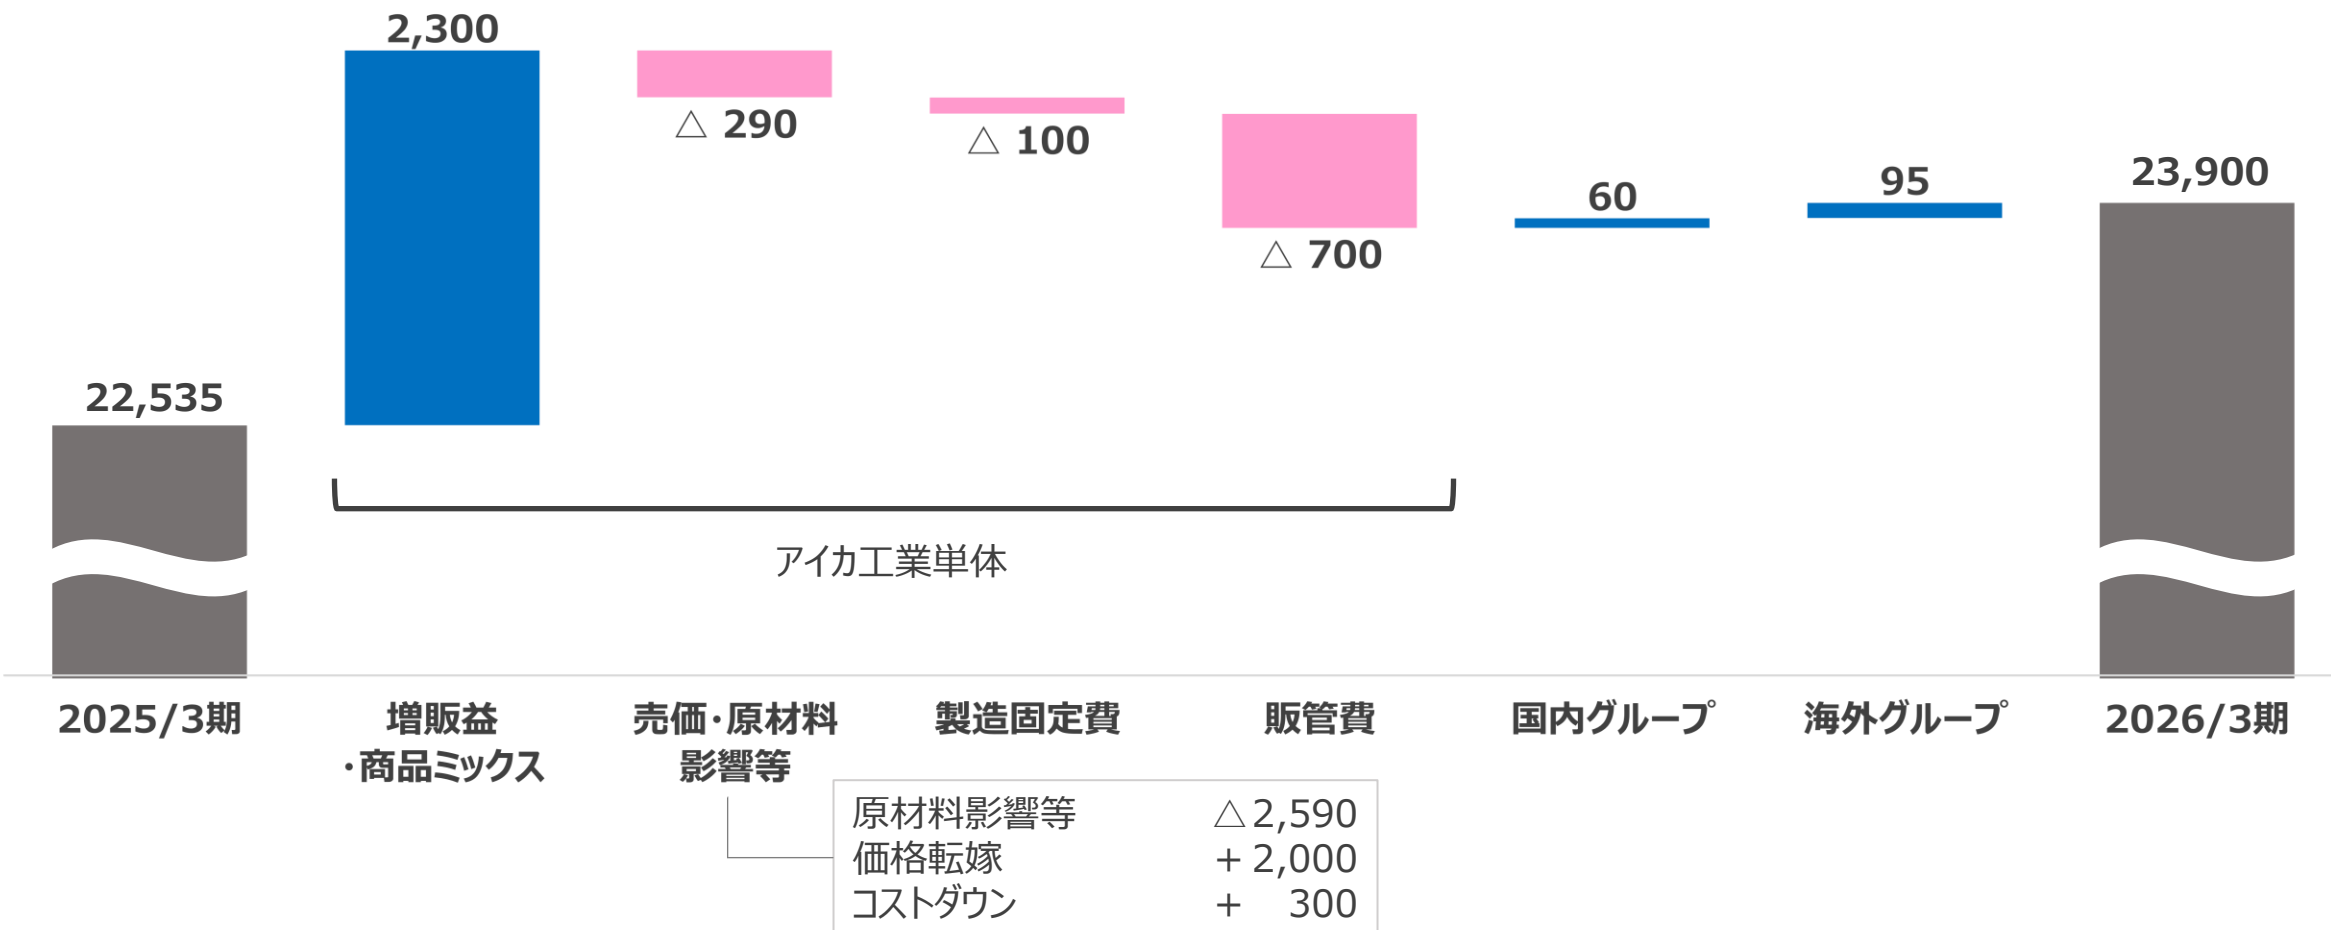 2,300
△ 290
△ 100
△ 700
60
95
23,900
22,535
アイカ工業単体
2025/3期
増販益
・商品ミックス
売価・原材料
影響等
製造固定費
販管費
国内グループ
海外グループ
2026/3期
原材料影響等 △2,590
価格転嫁 +2,000
コストダウン + 300